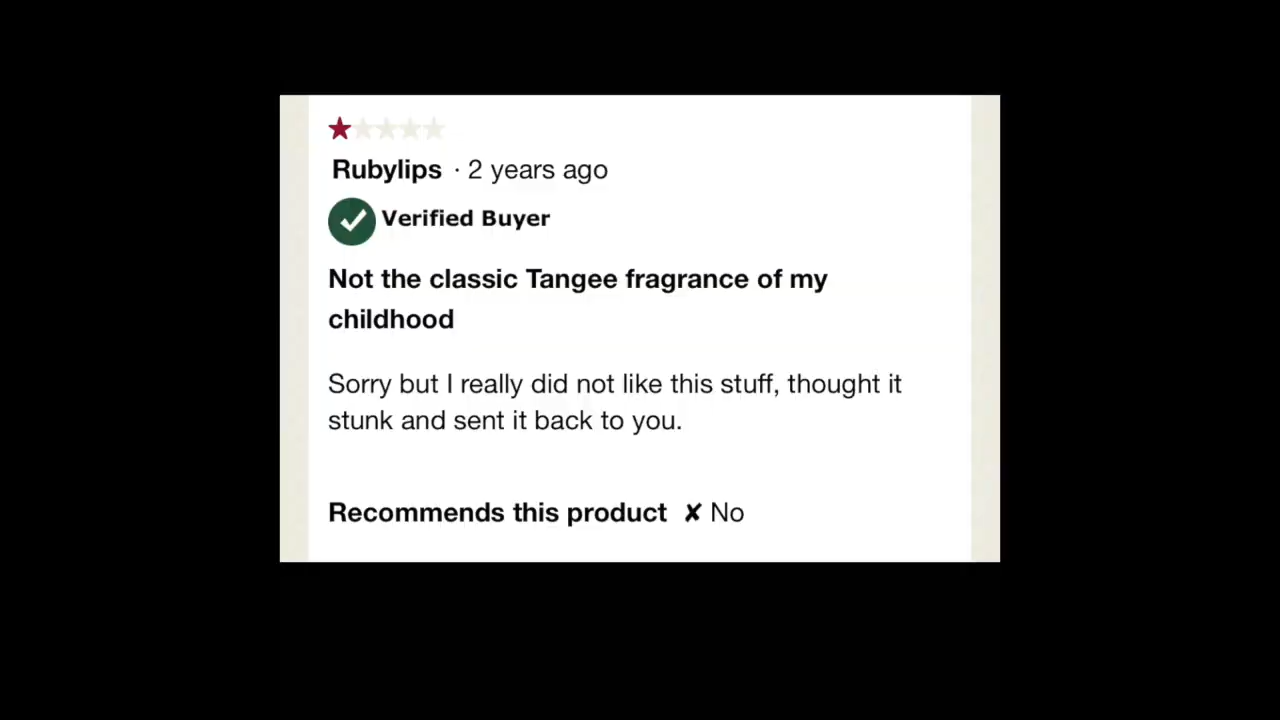 Rubylips · 2 years ago
Verified Buyer
Not the classic Tangee fragrance of my
childhood
Sorry but I really did not like this stuff, thought it
stunk and sent it back to you.
Recommends this product ✘ No